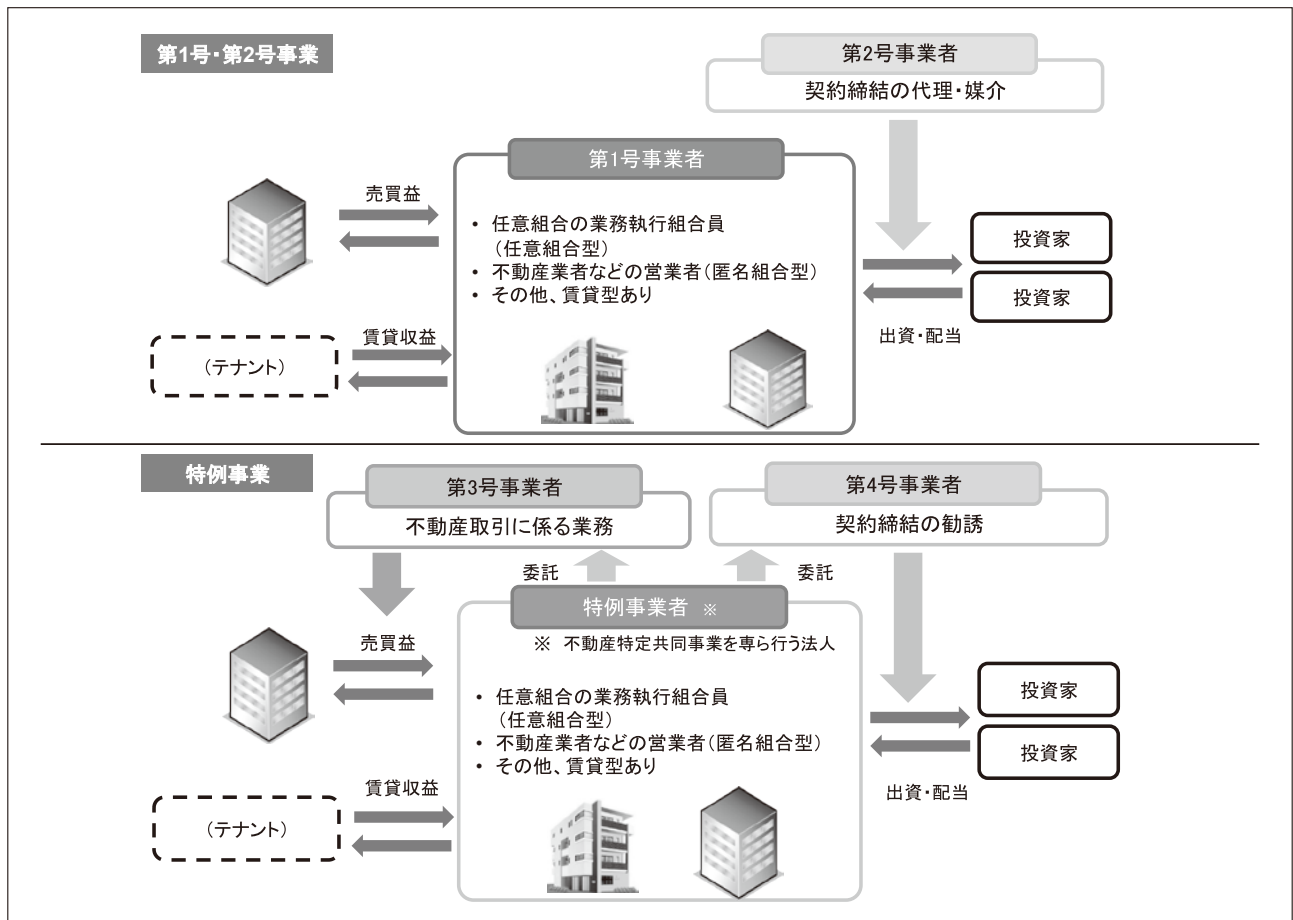 第1号・第2号事業
第2号事業者
契約締結の代理・媒介
第1号事業者
売買益
・ 任意組合の業務執行組合員
（任意組合型）
・ 不動産業者などの営業者（匿名組合型）
・ その他、賃貸型あり
投資家
投資家
出資・配当
賃貸収益
（テナント）
特例事業
第3号事業者
不動産取引に係る業務
第4号事業者
契約締結の勧誘
委託
委託
特例事業者 ※
※ 不動産特定共同事業を専ら行う法人
売買益
・ 任意組合の業務執行組合員
（任意組合型）
・ 不動産業者などの営業者（匿名組合型）
・ その他、賃貸型あり
投資家
投資家
出資・配当
賃貸収益
（テナント）